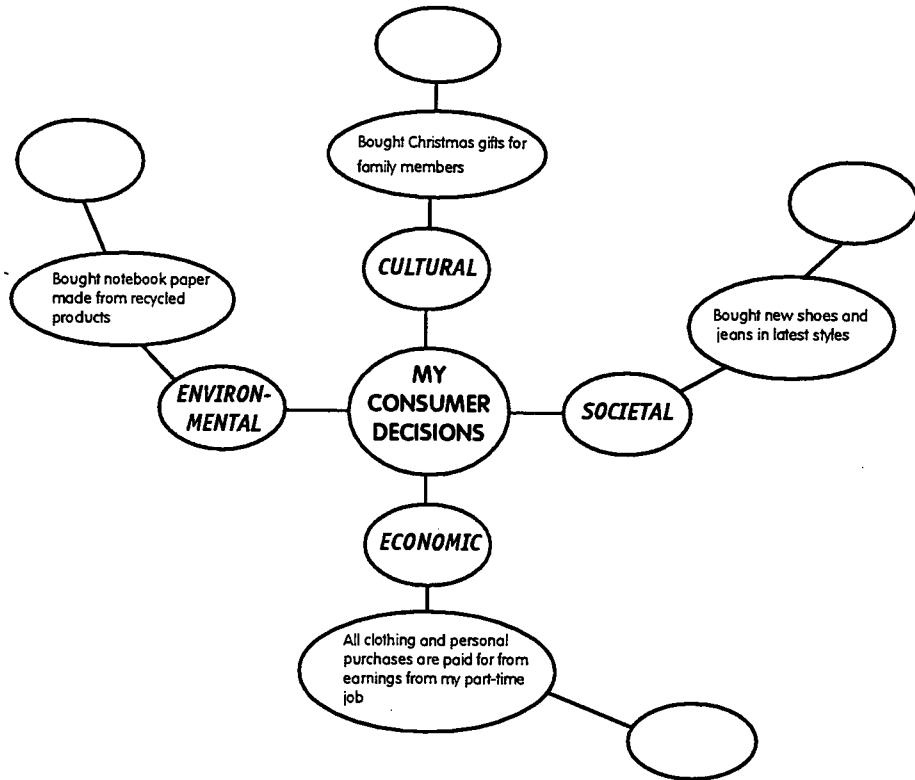 Bought Christmas gifts for
family members
CULTURAL
Bought notebook paper
made from recycled
products
ENVIRON-
MENTAL
MY
CONSUMER
DECISIONS
SOCIETAL
Bought new shoes and
jeans in latest styles
ECONOMIC
All clothing and personal
purchases are paid for from
earnings from my part-time
job